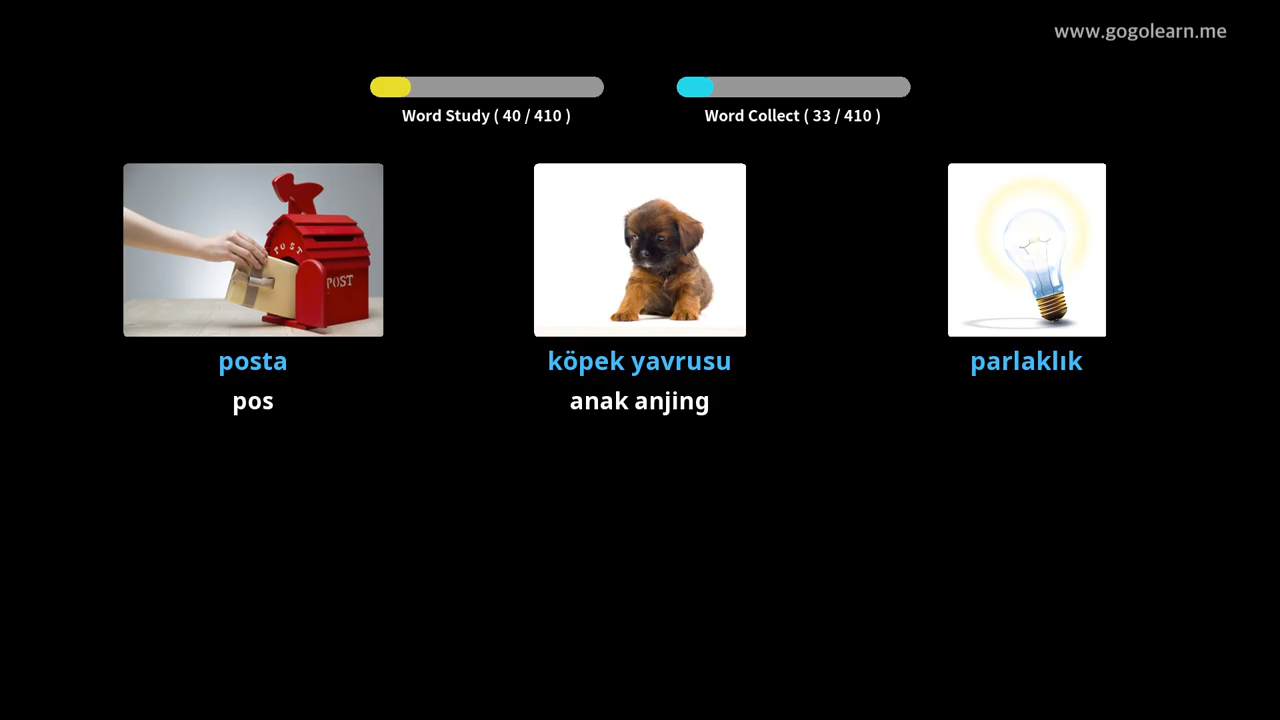 www.gogolearn.me
Word Study ( 40 / 410 )
Word Collect ( 33 / 410 )
POST
POST
posta
köpek yavrusu
parlaklık
pos
anak anjing